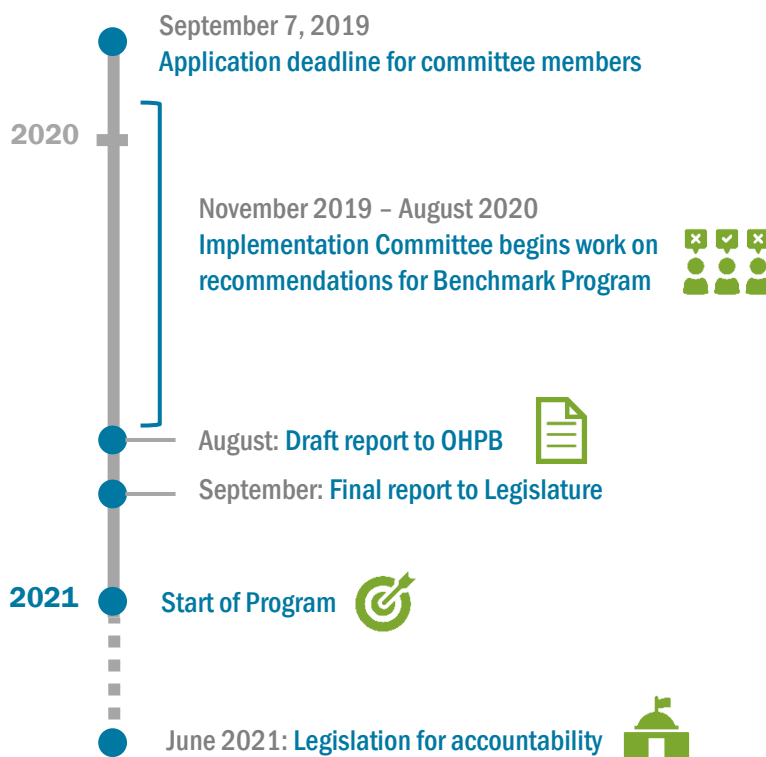 September 7, 2019
Application deadline for committee members
2020
November 2019 – August 2020
Implementation Committee begins work on
recommendations for Benchmark Program
August: Draft report to OHPB
September: Final report to Legislature
2021
Start of Program
June 2021: Legislation for accountability